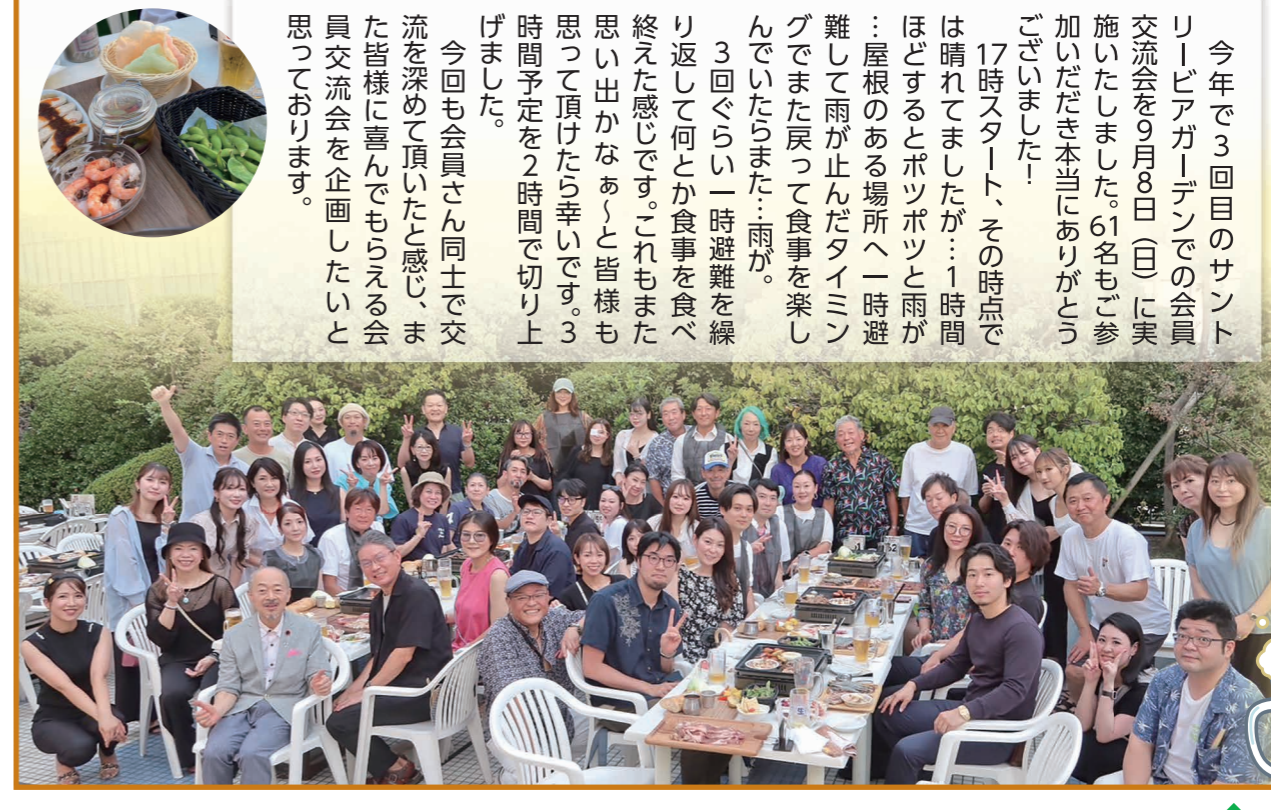 今年で３回目のサント
リービアガーデンでの会員
交流会を９月８日（日）に実
施いたしました。61名もご参
加いだだき本当にありがとう
ございました！
17時スタート、その時点で
は晴れてましたが…１時間
ほどするとポツポツと雨が
…屋根のある場所へ一時避
難して雨が止んだタイミン
グでまた戻って食事を楽し
んでいたらまた…雨が。
３回ぐらい一時避難を繰
り返して何とか食事を食べ
終えた感じです。これもまた
思い出かなぁ～と皆様も
思って頂けたら幸いです。３
時間予定を２時間で切り上
げました。
今回も会員さん同士で交
流を深めて頂いたと感じ、ま
た皆様に喜んでもらえる会
員交流会を企画したいと
思っております。